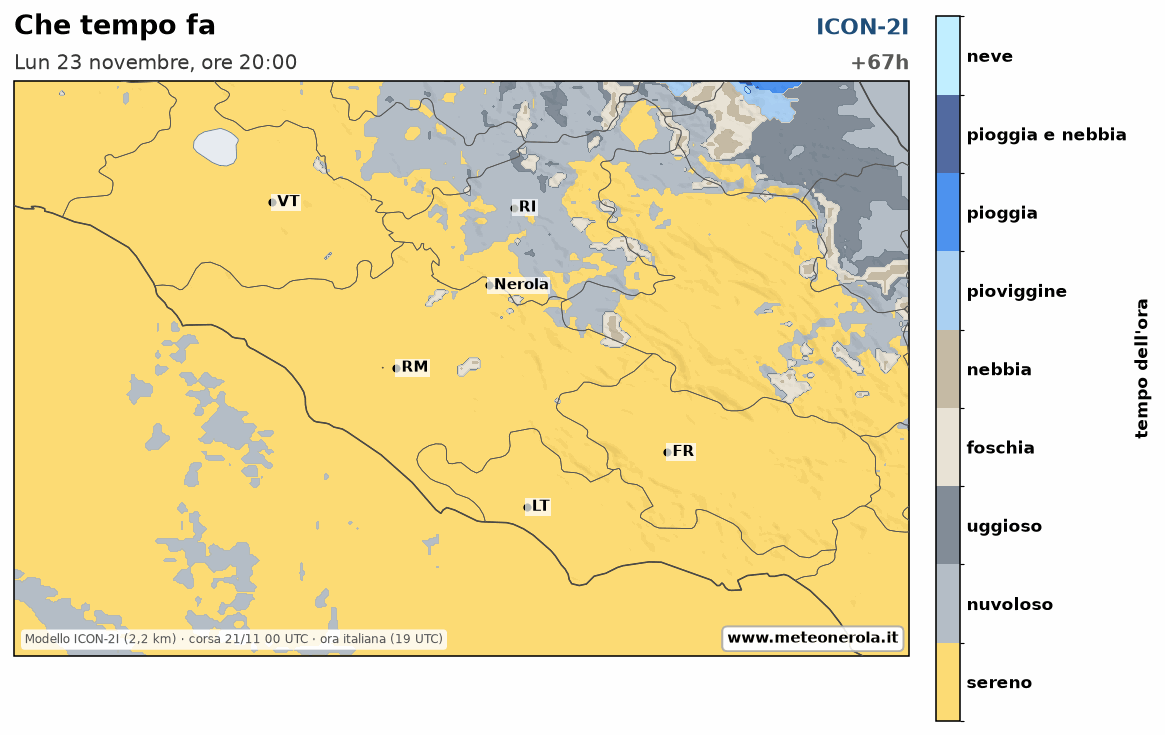 Che tempo fa
ICON-2I
Lun 23 novembre, ore 20:00
+67h
VT
RI
Nerola
RM
FR
LT
Modello ICON-2I (2,2 km) · corsa 21/11 00 UTC · ora italiana (19 UTC)
www.meteonerola.it
neve
pioggia e nebbia
pioggia
pioviggine
nebbia
foschia
uggioso
nuvoloso
sereno
tempo dell'ora